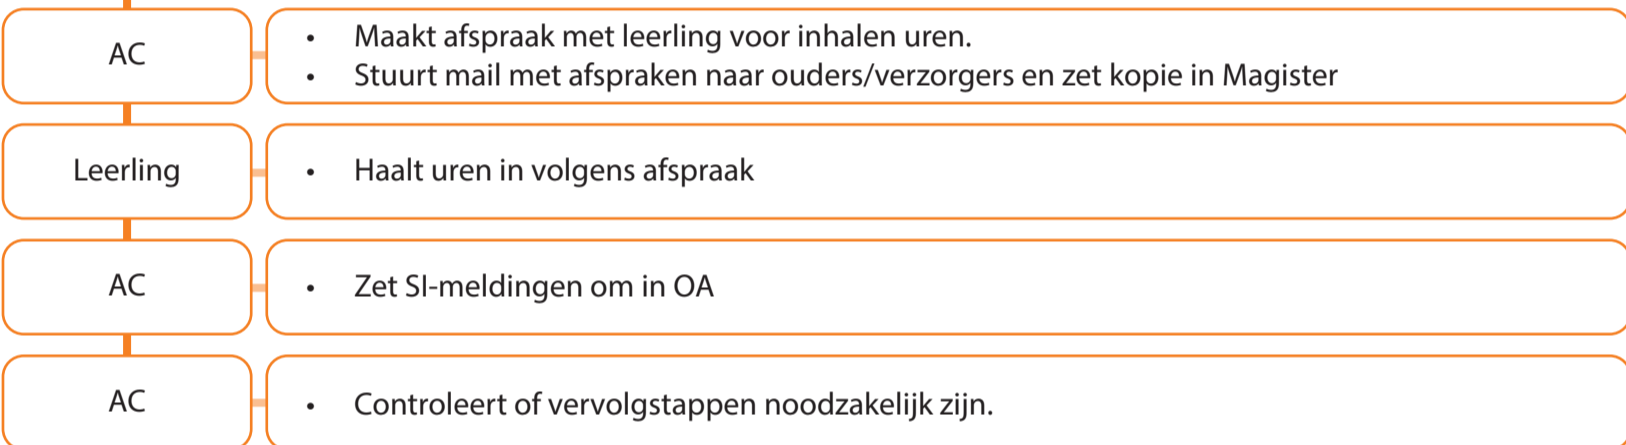 AC
• Maakt afspraak met leerling voor inhalen uren.
• Stuurt mail met afspraken naar ouders/verzorgers en zet kopie in Magister
Leerling
• Haalt uren in volgens afspraak
AC
• Zet SI-meldingen om in OA
AC
• Controleert of vervolgstappen noodzakelijk zijn.